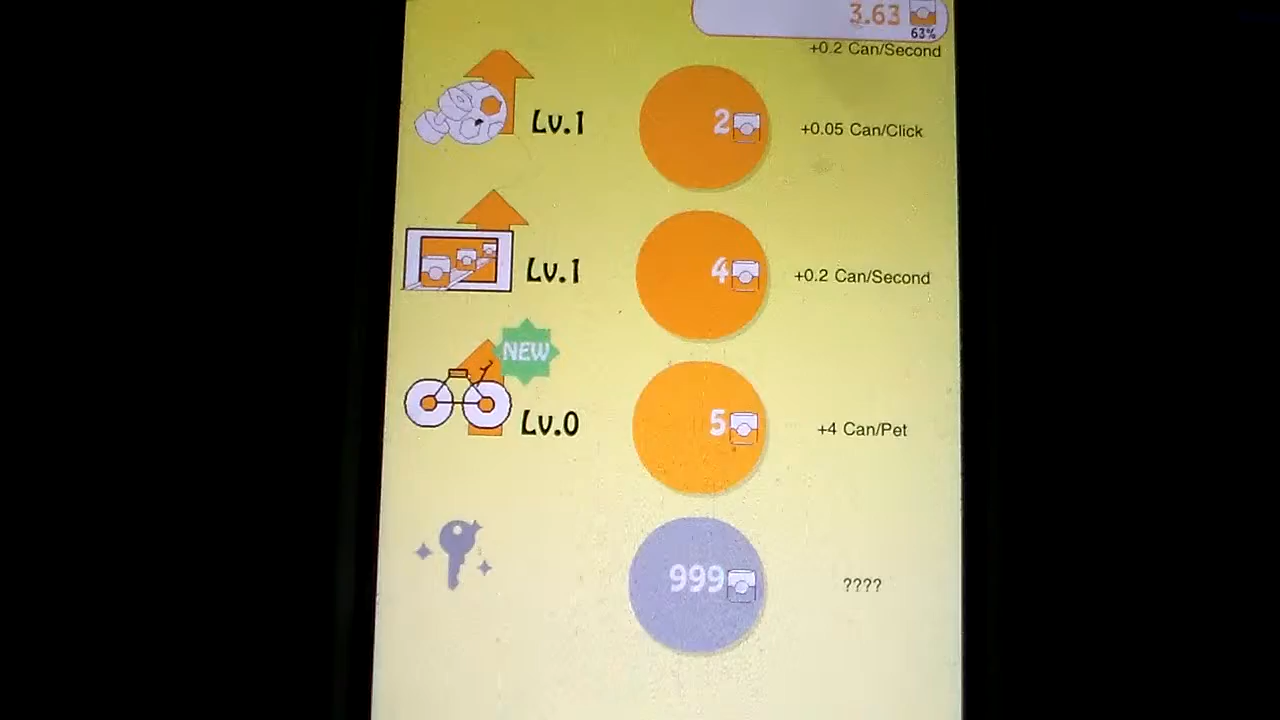 3.63
63%
+0.2 Can/Second
Lv.1
2
+0.05 Can/Click
Lv.1
4
+0.2 Can/Second
NEW
Lv.0
5
+4 Can/Pet
999
????